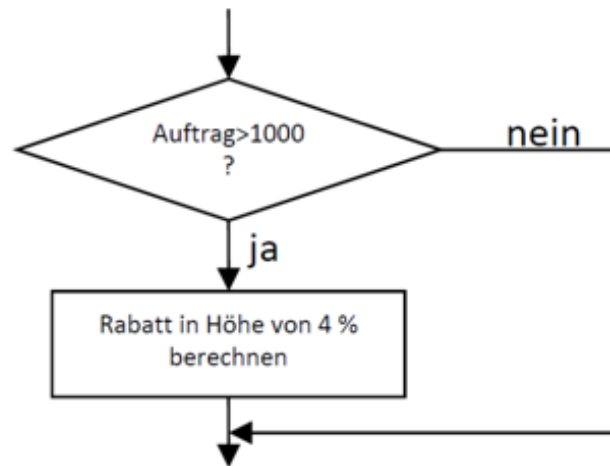 Auftrag>1000
?
nein
ja
Rabatt in Höhe von 4 %
berechnen